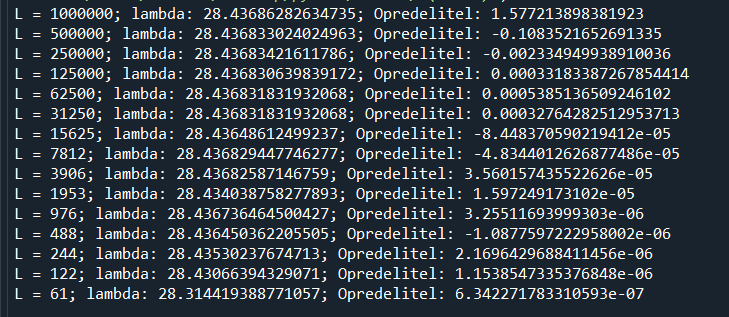 L = 1000000; lambda: 28.43686282634735; Opredelitel: 1.577213898381923
L = 500000; lambda: 28.436833024024963; Opredelitel: -0.1083521652691335
L = 250000; lambda: 28.43683421611786; Opredelitel: -0.002334949938910036
L = 125000; lambda: 28.436830639839172; Opredelitel: 0.00033183387267854414
L = 62500; lambda: 28.436831831932068; Opredelitel: 0.0005385136509246102
L = 31250; lambda: 28.436831831932068; Opredelitel: 0.00032764282512953713
L = 15625; lambda: 28.43648612499237; Opredelitel: -8.448370590219412e-05
L = 7812; lambda: 28.436829447746277; Opredelitel: -4.8344012626877486e-05
L = 3906; lambda: 28.43682587146759; Opredelitel: 3.560157435522626e-05
L = 1953; lambda: 28.434038758277893; Opredelitel: 1.597249173102e-05
L = 976; lambda: 28.436736464500427; Opredelitel: 3.25511693999303e-06
L = 488; lambda: 28.436450362205505; Opredelitel: -1.0877597222958002e-06
L = 244; lambda: 28.43530237674713; Opredelitel: 2.1696429688411456e-06
L = 122; lambda: 28.43066394329071; Opredelitel: 1.1538547335376848e-06
L = 61; lambda: 28.314419388771057; Opredelitel: 6.342271783310593e-07